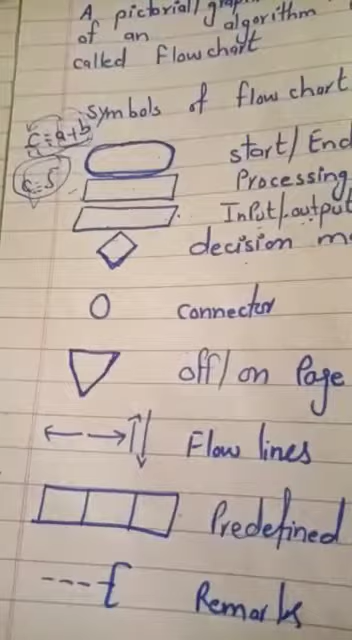 A pictorial/
of an algorithm
called Flowchart
symbols of flow chart
C=a+b
start/End
C=5
Processing
Input/output
decision
connector
off/on Page
Flow lines
Predefined
Remarks